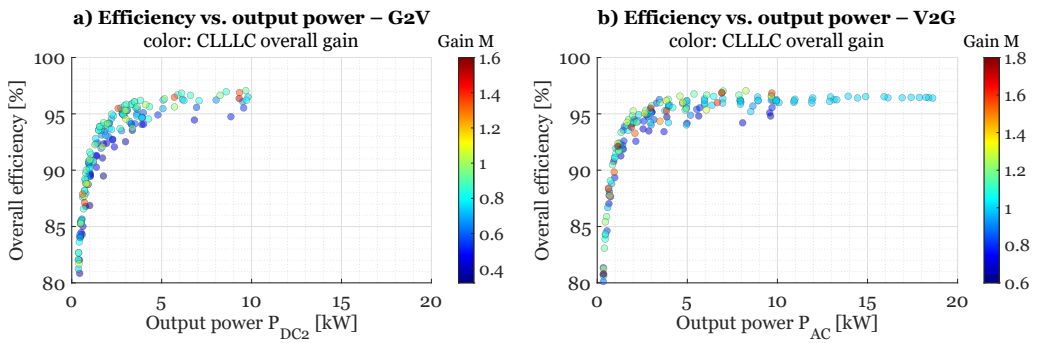 a) Efficiency vs. output power – G2V
color: CLLLC overall gain
Gain M
100
95
90
85
80
Overall efficiency [%]
0 5 10 15 20
Output power P_DC2 [kW]
1.6
1.4
1.2
1
0.8
0.6
0.4
b) Efficiency vs. output power – V2G
color: CLLLC overall gain
Gain M
100
95
90
85
80
Overall efficiency [%]
0 5 10 15 20
Output power P_AC [kW]
1.8
1.6
1.4
1.2
1
0.8
0.6